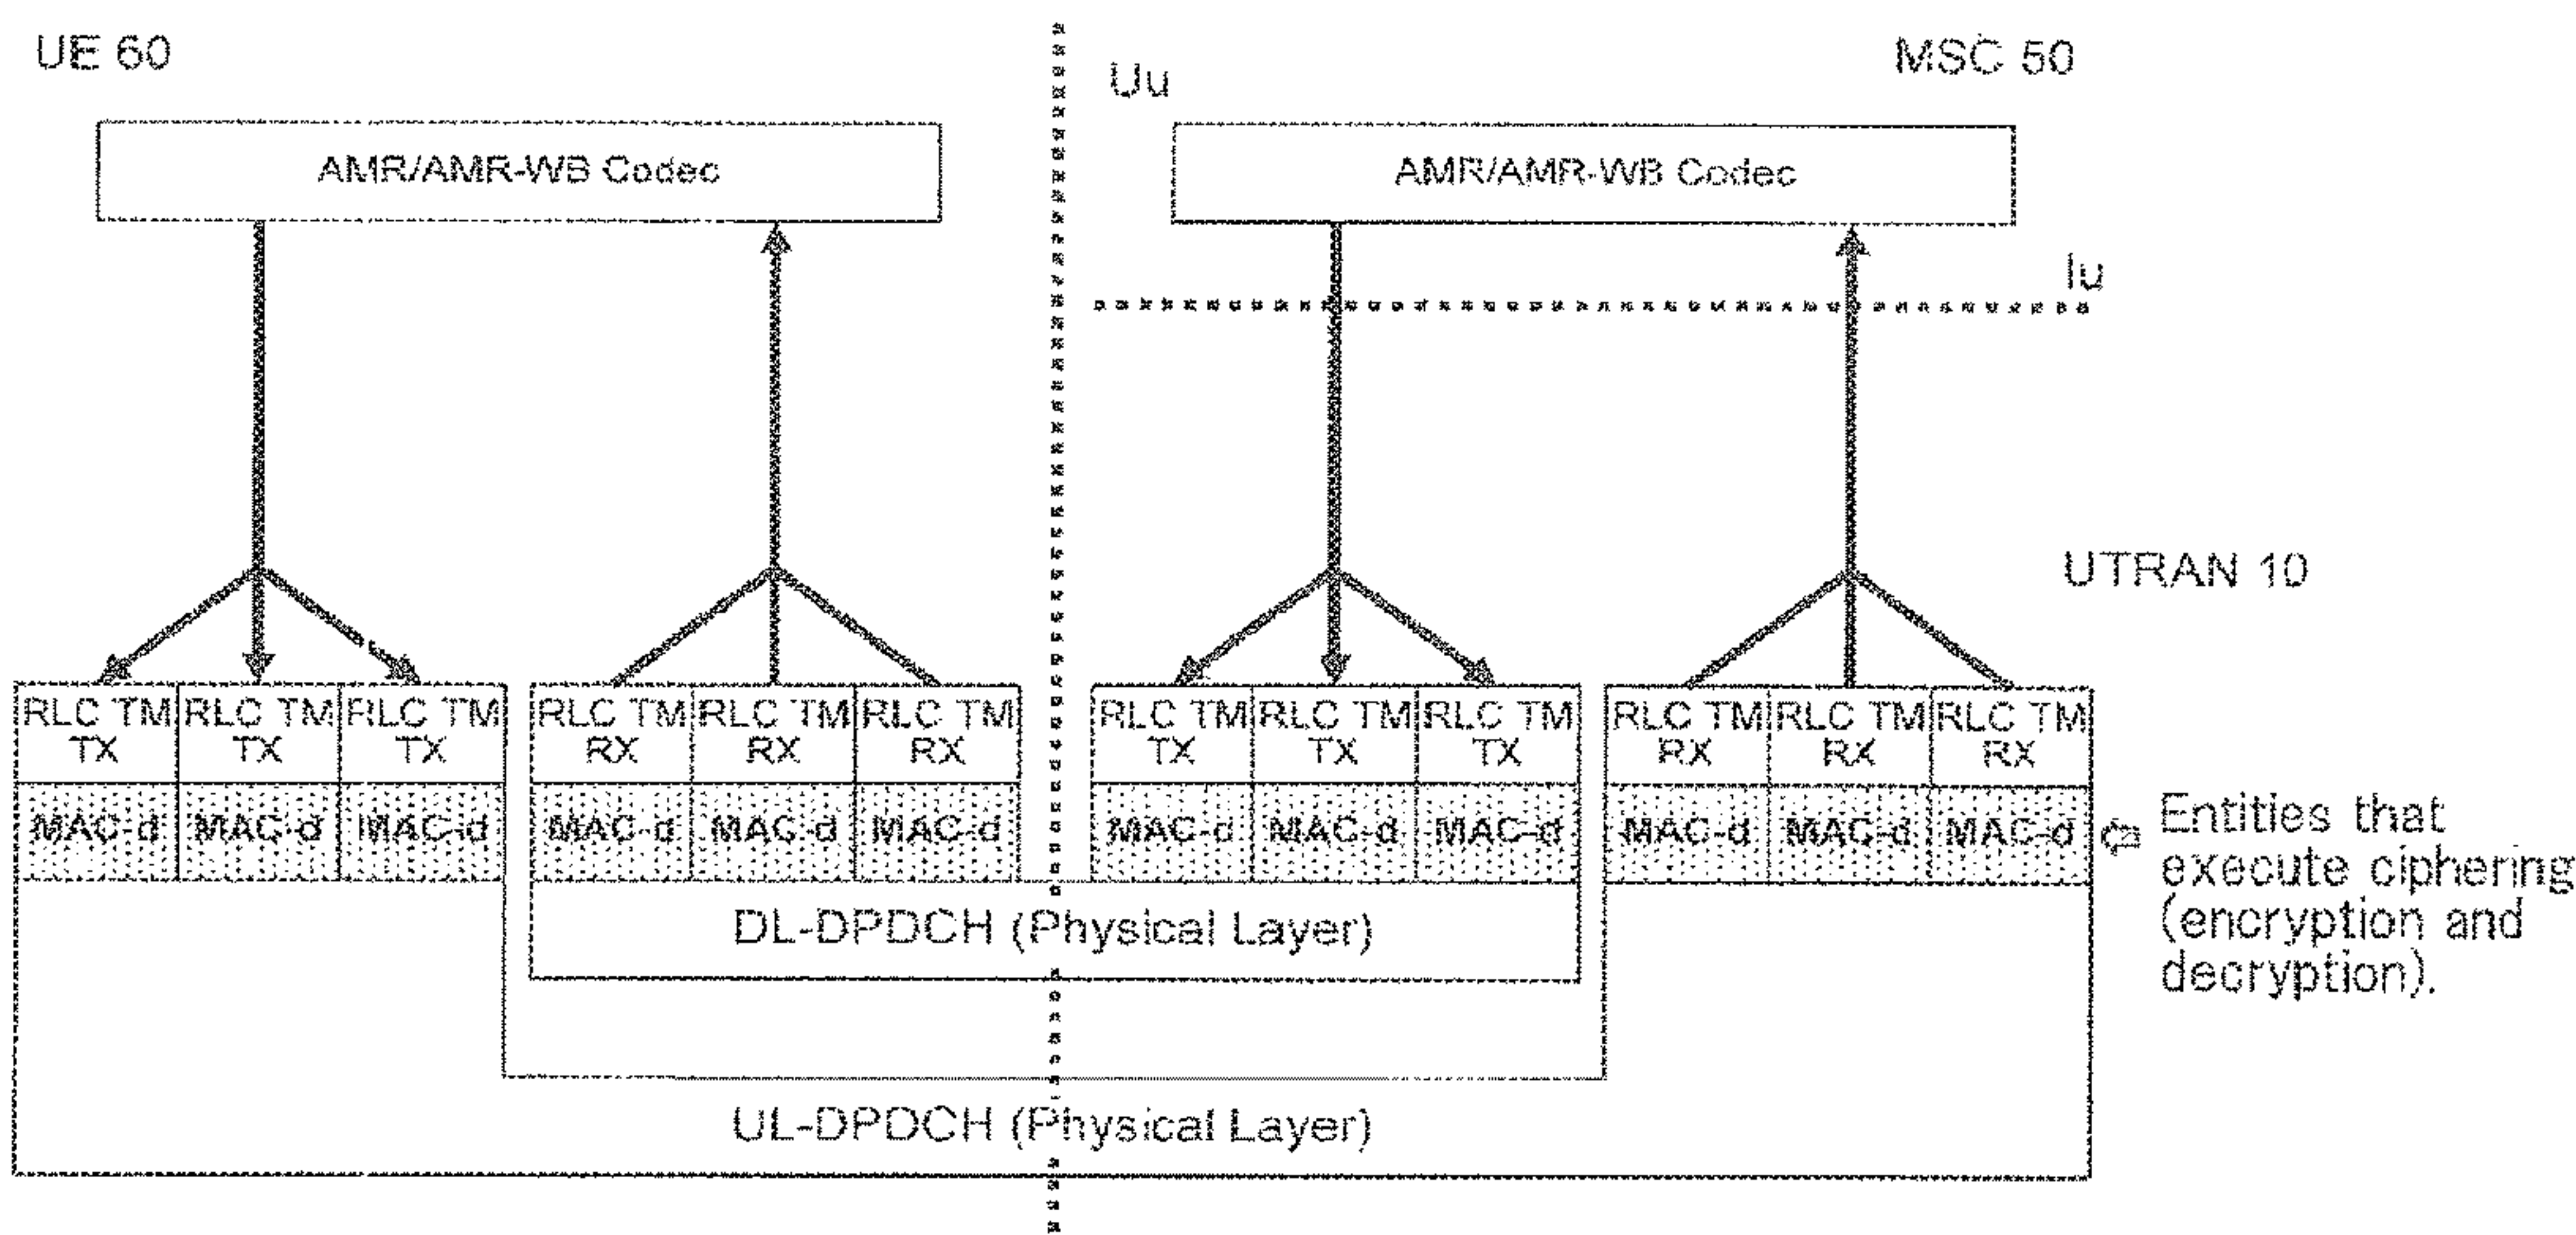 UE 60
Uu
MSC 50
AMR/AMR-WB Codec
AMR/AMR-WB Codec
Iu
UTRAN 10
RLC TM TX
RLC TM TX
RLC TM TX
RLC TM RX
RLC TM RX
RLC TM RX
RLC TM TX
RLC TM TX
RLC TM TX
RLC TM RX
RLC TM RX
RLC TM RX
MAC-d
MAC-d
MAC-d
MAC-d
MAC-d
MAC-d
MAC-d
MAC-d
MAC-d
MAC-d
MAC-d
MAC-d
Entities that
execute ciphering
(encryption and
decryption).
DL-DPDCH (Physical Layer)
UL-DPDCH (Physical Layer)